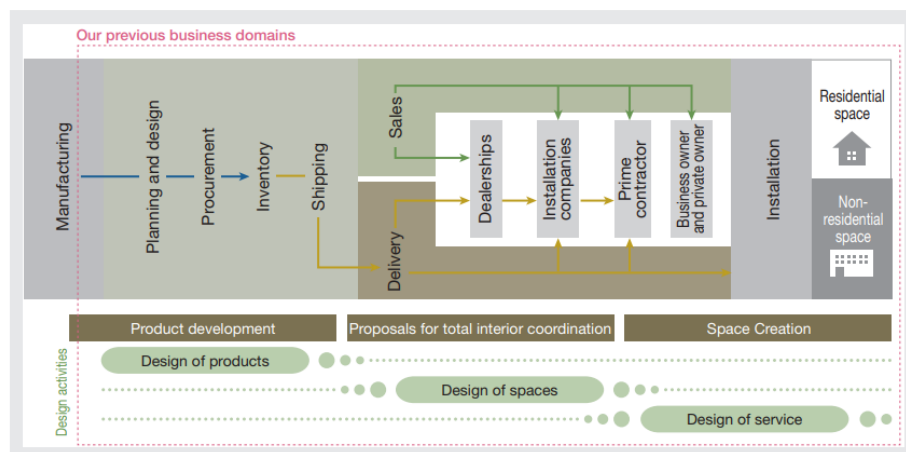 Our previous business domains
Manufacturing
Planning and design
Procurement
Inventory
Shipping
Sales
Delivery
Dealerships
Installation
companies
Prime
contractor
Business owner
and private owner
Installation
Residential
space
Non-
residential
space
Product development
Proposals for total interior coordination
Space Creation
Design activities
Design of products
Design of spaces
Design of service